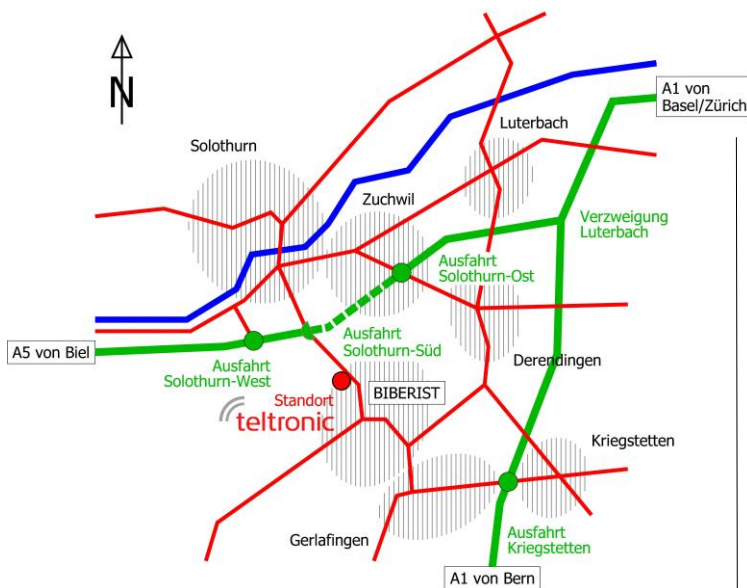 N
A1 von
Basel/Zürich
Solothurn
Luterbach
Zuchwil
Verzweigung
Luterbach
Ausfahrt
Solothurn-Ost
A5 von Biel
Ausfahrt
Solothurn-Süd
Ausfahrt
Solothurn-West
Derendingen
Standort
teltronic
BIBERIST
Kriegstetten
Gerlafingen
Ausfahrt
Kriegstetten
A1 von Bern